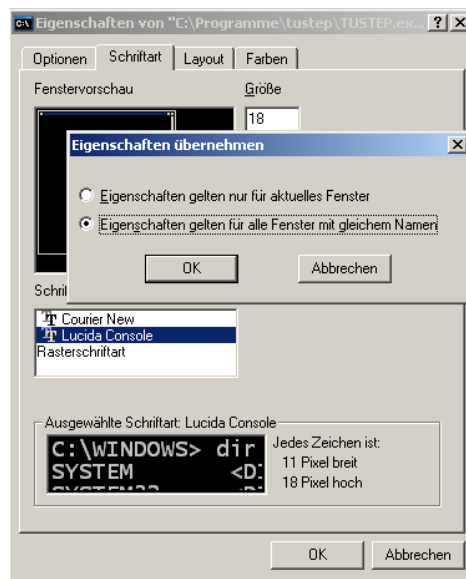 Eigenschaften von "C:\Programme\tustep\TUSTEP.ex...
Optionen Schriftart Layout Farben
Fenstervorschau Größe
18
Eigenschaften übernehmen
Eigenschaften gelten nur für aktuelles Fenster
Eigenschaften gelten für alle Fenster mit gleichem Namen
OK Abbrechen
Schri
Courier New
Lucida Console
Rasterschriftart
Ausgewählte Schriftart: Lucida Console
C:\WINDOWS> dir
SYSTEM <D
Jedes Zeichen ist:
11 Pixel breit
18 Pixel hoch
OK Abbrechen